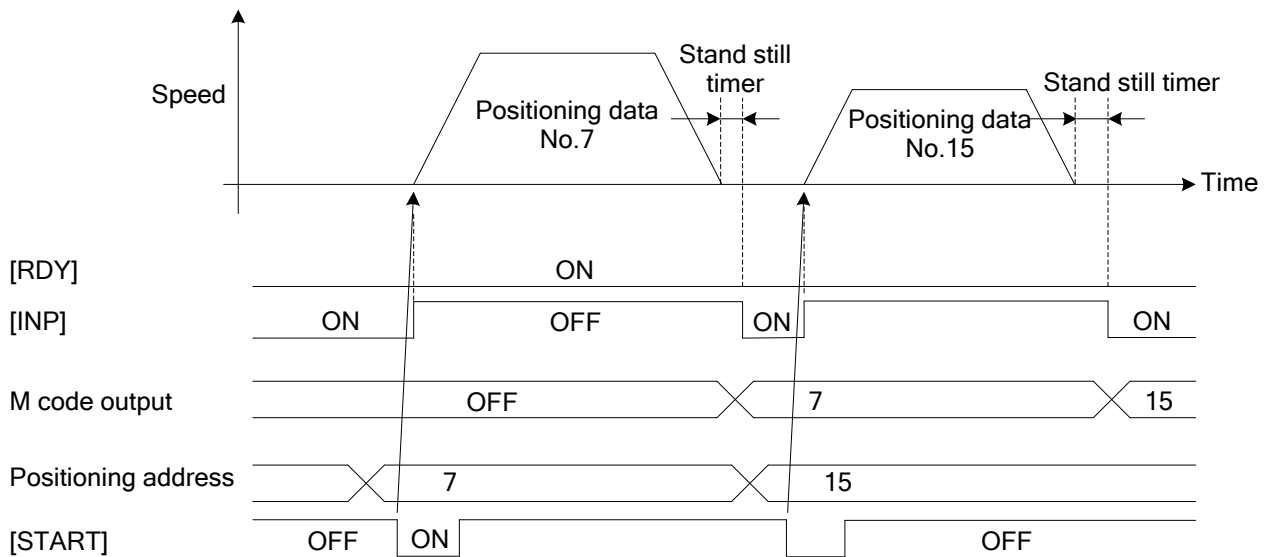 Speed
Stand still
timer
Stand still timer
Positioning data
No.7
Positioning data
No.15
Time
[RDY]
ON
[INP]
ON
OFF
ON
ON
M code output
OFF
7
15
Positioning address
7
15
[START]
OFF
ON
OFF